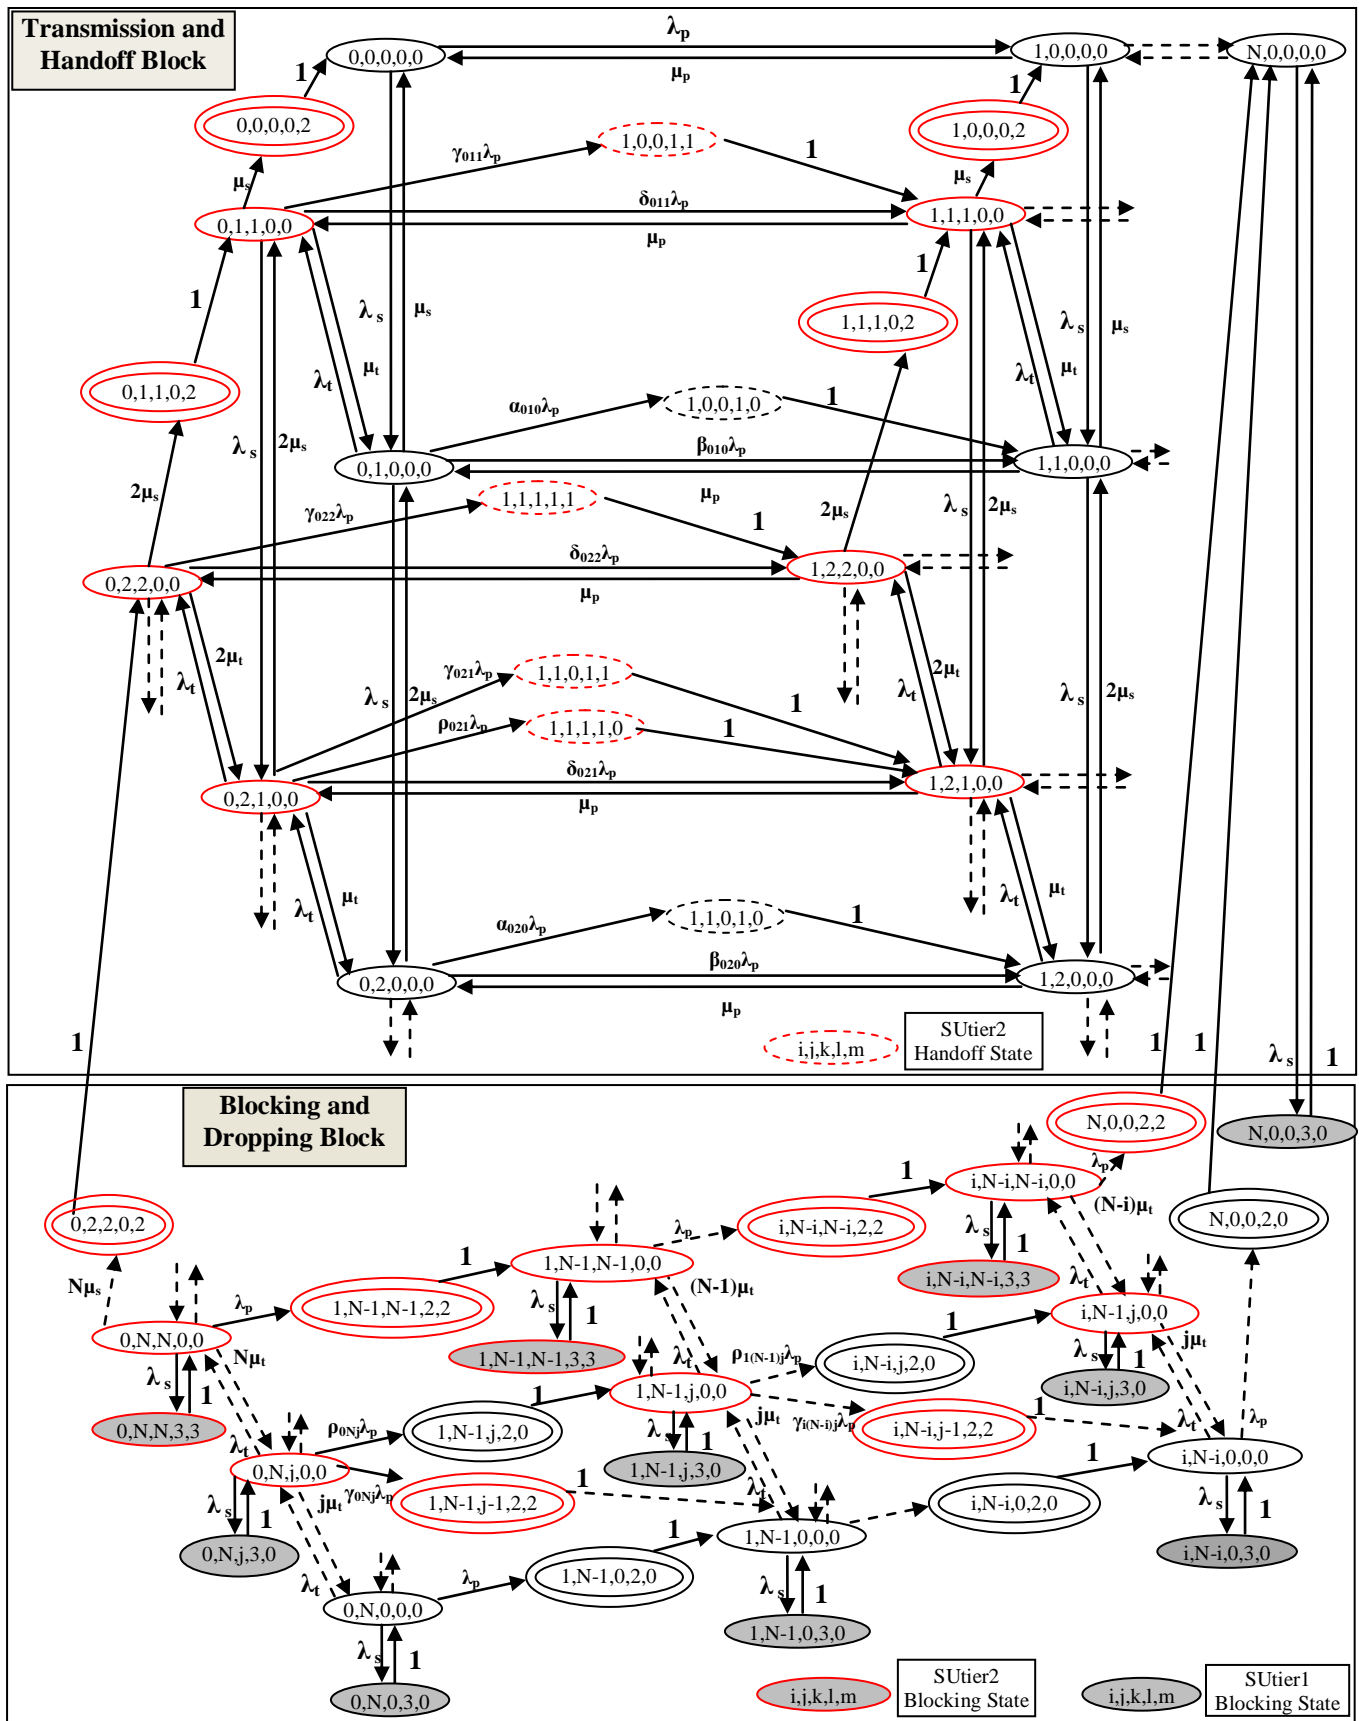 Transmission and
Handoff Block
0,0,0,0,0
λp
μp
1,0,0,0,0
N,0,0,0,0
1
0,0,0,0,2
1
1,0,0,0,2
γ011λp
1,0,0,1,1
1
μs
μs
0,1,1,0,0
δ011λp
μp
1,1,1,0,0
1
1
0,1,1,0,2
λt
μt
λs
μs
1,1,1,0,2
λt
μt
λs
μs
α010λp
1,0,0,1,0
1
β010λp
0,1,0,0,0
1,1,0,0,0
μp
λs
2μs
2μs
γ022λp
1,1,1,1,1
1
2μs
λs
2μs
0,2,2,0,0
δ022λp
μp
1,2,2,0,0
λt
2μt
γ021λp
1,1,0,1,1
1
λt
2μt
λs
2μs
λs
2μs
ρ021λp
1,1,1,1,0
1
0,2,1,0,0
δ021λp
μp
1,2,1,0,0
λt
μt
α020λp
1,1,0,1,0
1
λt
μt
0,2,0,0,0
β020λp
μp
1,2,0,0,0
1
i,j,k,l,m
SUtier2
Handoff State
1
1
λs
1
Blocking and
Dropping Block
N,0,0,2,2
N,0,0,3,0
λp
1
i,N-i,N-i,0,0
0,2,2,0,2
N,0,0,2,0
1
λp
i,N-i,N-i,2,2
(N-i)μt
1,N-1,N-1,0,0
λs
1
Nμs
λp
1,N-1,N-1,2,2
(N-1)μt
i,N-i,N-i,3,3
λt
0,N,N,0,0
λs
1
i,N-1,j,0,0
Nμt
1,N-1,N-1,3,3
λt
ρ1(N-1)jλp
i,N-i,j,2,0
1
λs
1
jμt
λs
1
1,N-1,j,0,0
i,N-i,j,3,0
0,N,N,3,3
ρ0Njλp
1,N-1,j,2,0
1
λs
1
jμt
γi(N-i)jλp
i,N-i,j-1,2,2
1
λt
λp
λt
0,N,j,0,0
1,N-1,j,3,0
i,N-i,0,0,0
γ0Njλp
1,N-1,j-1,2,2
1
λt
i,N-i,0,2,0
1
λs
1
jμt
λs
1
1,N-1,0,0,0
0,N,j,3,0
1
i,N-i,0,3,0
λt
λp
1,N-1,0,2,0
λs
1
0,N,0,0,0
1,N-1,0,3,0
λs
1
0,N,0,3,0
i,j,k,l,m
SUtier2
Blocking State
i,j,k,l,m
SUtier1
Blocking State